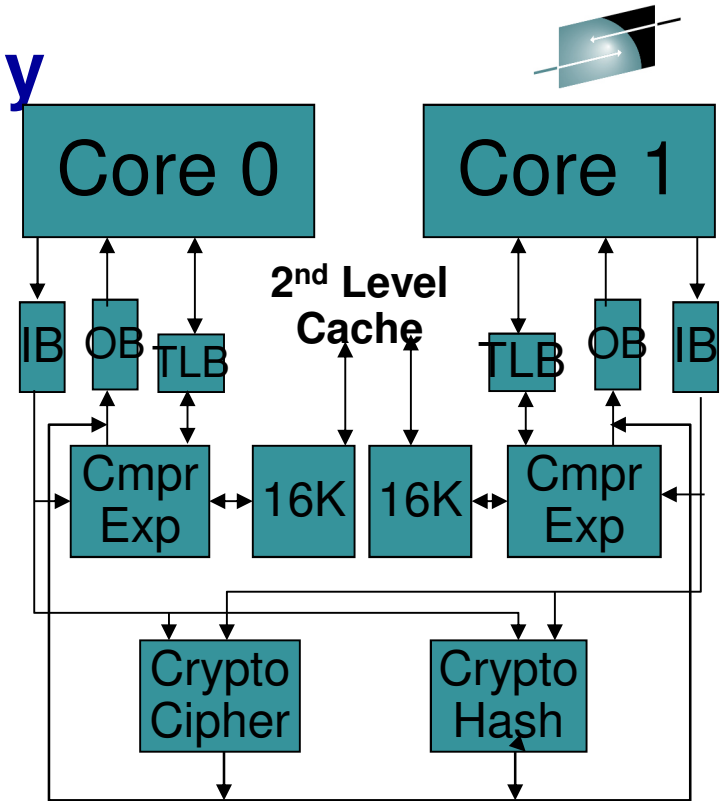 y
Core 0
Core 1
2nd Level
Cache
IB
OB
TLB
TLB
OB
IB
Cmpr
Exp
16K
16K
Cmpr
Exp
Crypto
Cipher
Crypto
Hash